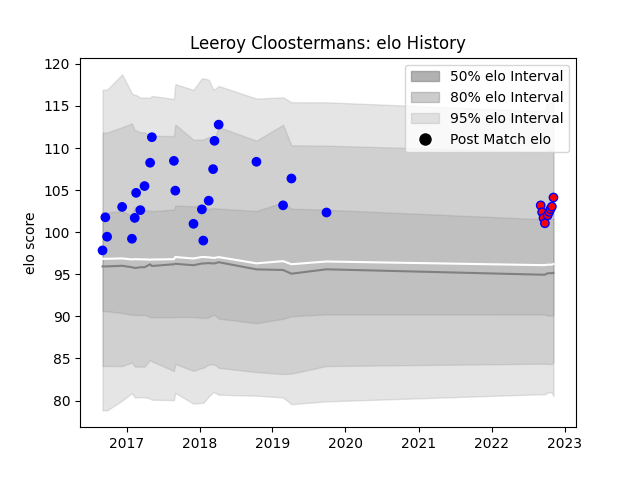 Leeroy Cloostermans: elo History
120
115
110
105
100
95
90
85
80
elo score
50% elo Interval
80% elo Interval
95% elo Interval
Post Match elo
2017
2018
2019
2020
2021
2022
2023